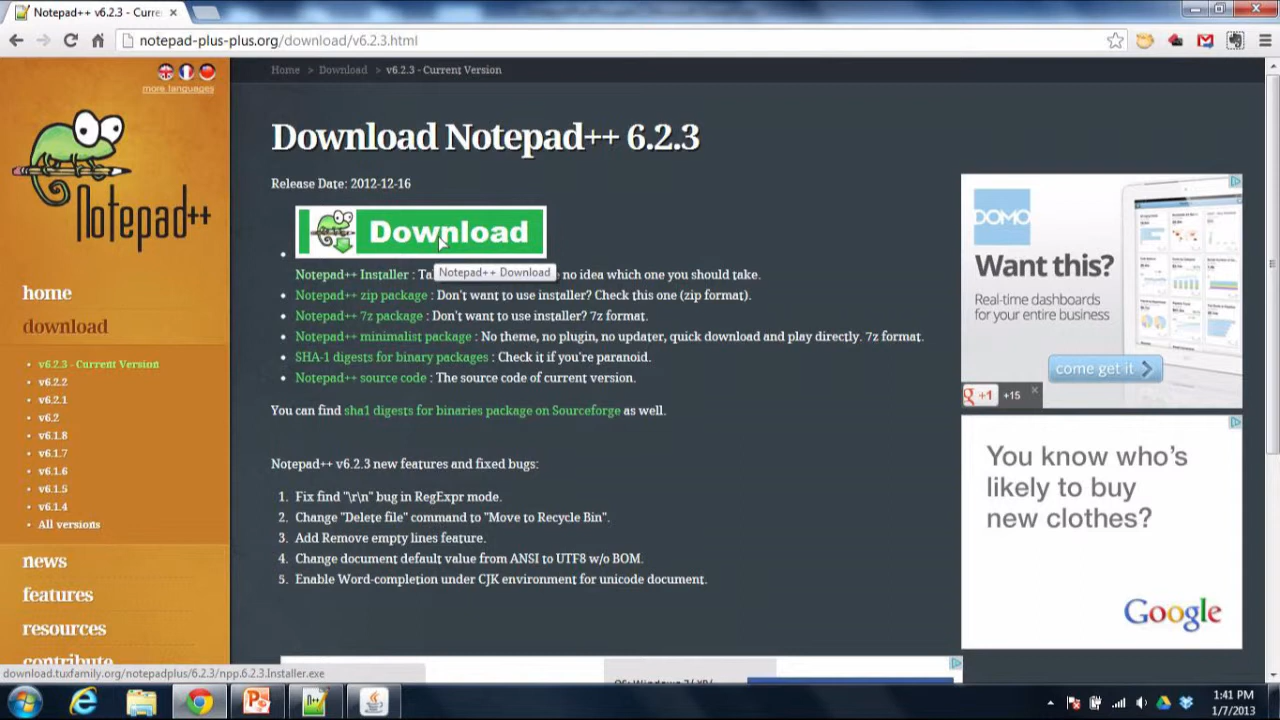 Notepad++ v6.2.3 - Curre
notepad-plus-plus.org/download/v6.2.3.html
more languages
Notepad++
home
download
v6.2.3 - Current Version
v6.2.2
v6.2.1
v6.2
v6.1.8
v6.1.7
v6.1.6
v6.1.5
v6.1.4
All versions
news
features
resources
contribute
Home > Download > v6.2.3 - Current Version
Download Notepad++ 6.2.3
Release Date: 2012-12-16
Download
Notepad++ Installer : Ta
Notepad++ Download
no idea which one you should take.
Notepad++ zip package : Don't want to use installer? Check this one (zip format).
Notepad++ 7z package : Don't want to use installer? 7z format.
Notepad++ minimalist package : No theme, no plugin, no updater, quick download and play directly. 7z format.
SHA-1 digests for binary packages : Check it if you're paranoid.
Notepad++ source code : The source code of current version.
You can find sha1 digests for binaries package on Sourceforge as well.
Notepad++ v6.2.3 new features and fixed bugs:
1. Fix find "\r\n" bug in RegExpr mode.
2. Change "Delete file" command to "Move to Recycle Bin".
3. Add Remove empty lines feature.
4. Change document default value from ANSI to UTF8 w/o BOM.
5. Enable Word-completion under CJK environment for unicode document.
DOMO
Want this?
Real-time dashboards
for your entire business
come get it
g +1 +15
You know who's
likely to buy
new clothes?
Google
download.tuxfamily.org/notepadplus/6.2.3/npp.6.2.3.Installer.exe
1:41 PM
1/7/2013